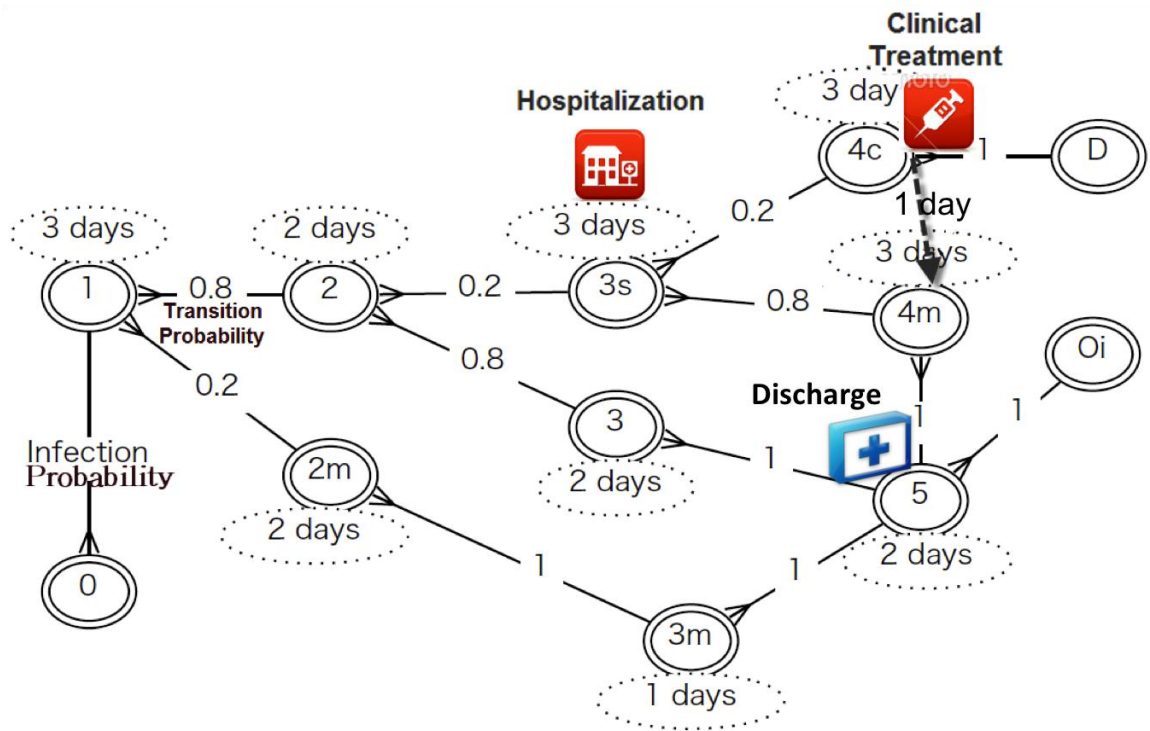 Clinical
Treatment
3 day
Hospitalization
4c
1
D
0.2
1 day
3 days
2 days
3 days
3 days
1
0.8
2
0.2
3s
0.8
4m
Transition
Probability
Oi
0.8
0.2
Discharge
1
1
3
1
Infection
Probability
2m
2 days
5
2 days
2 days
0
1
1
3m
1 days